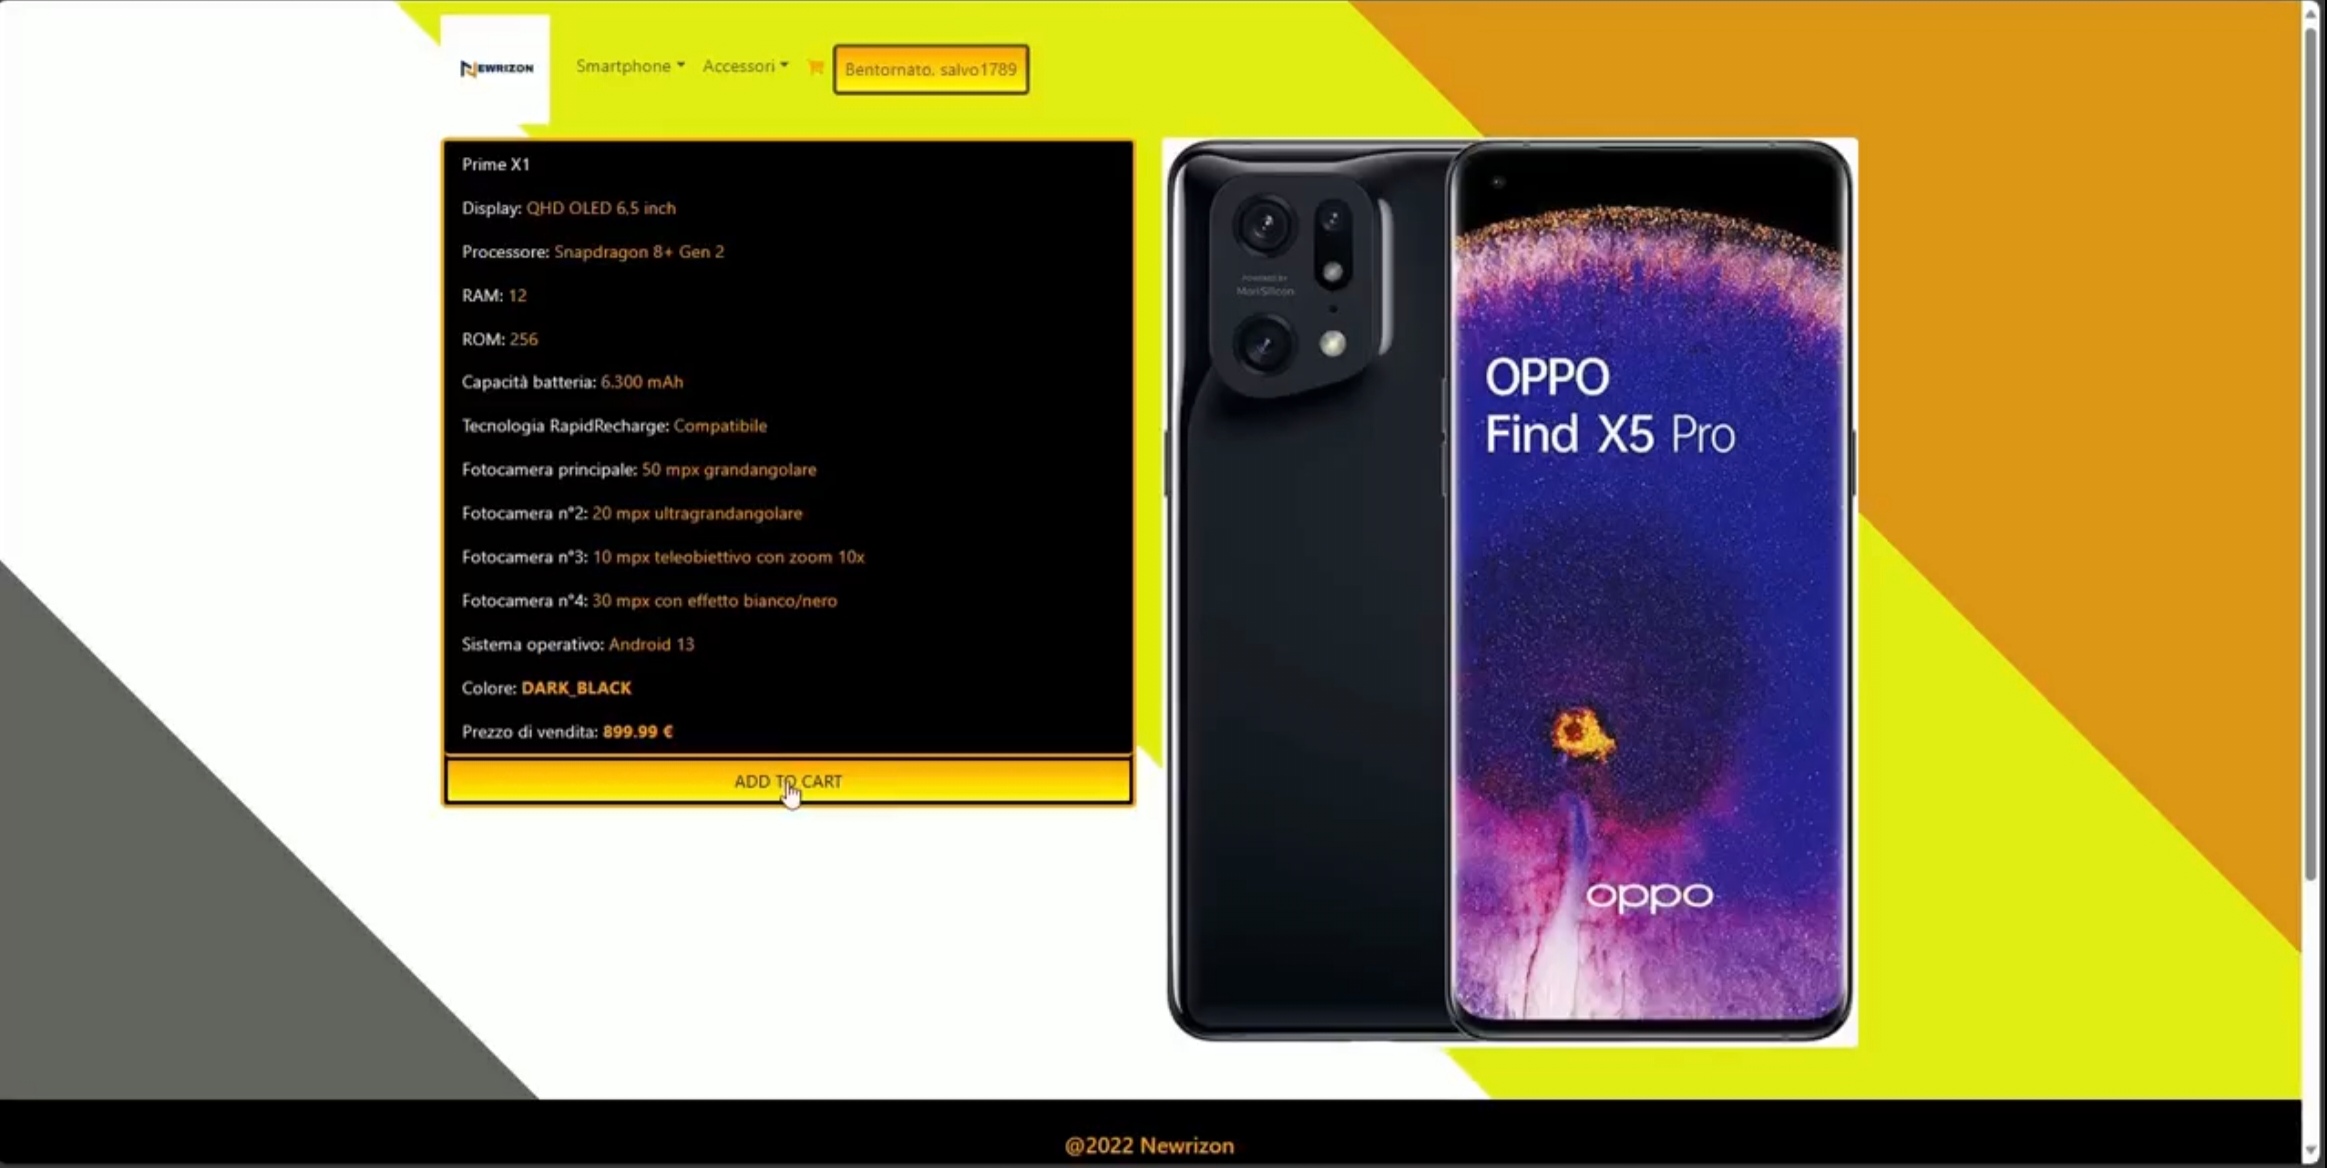 NEWRIZON
Smartphone
Accessori
Bentornato, salvo1789
Prime X1
Display: QHD OLED 6,5 inch
Processore: Snapdragon 8+ Gen 2
RAM: 12
ROM: 256
Capacità batteria: 6.300 mAh
Tecnologia RapidRecharge: Compatibile
Fotocamera principale: 50 mpx grandangolare
Fotocamera n°2: 20 mpx ultragrandangolare
Fotocamera n°3: 10 mpx teleobiettivo con zoom 10x
Fotocamera n°4: 30 mpx con effetto bianco/nero
Sistema operativo: Android 13
Colore: DARK_BLACK
Prezzo di vendita: 899.99 €
ADD TO CART
POWERED BY
MariSilicon
OPPO
Find X5 Pro
oppo
@2022 Newrizon